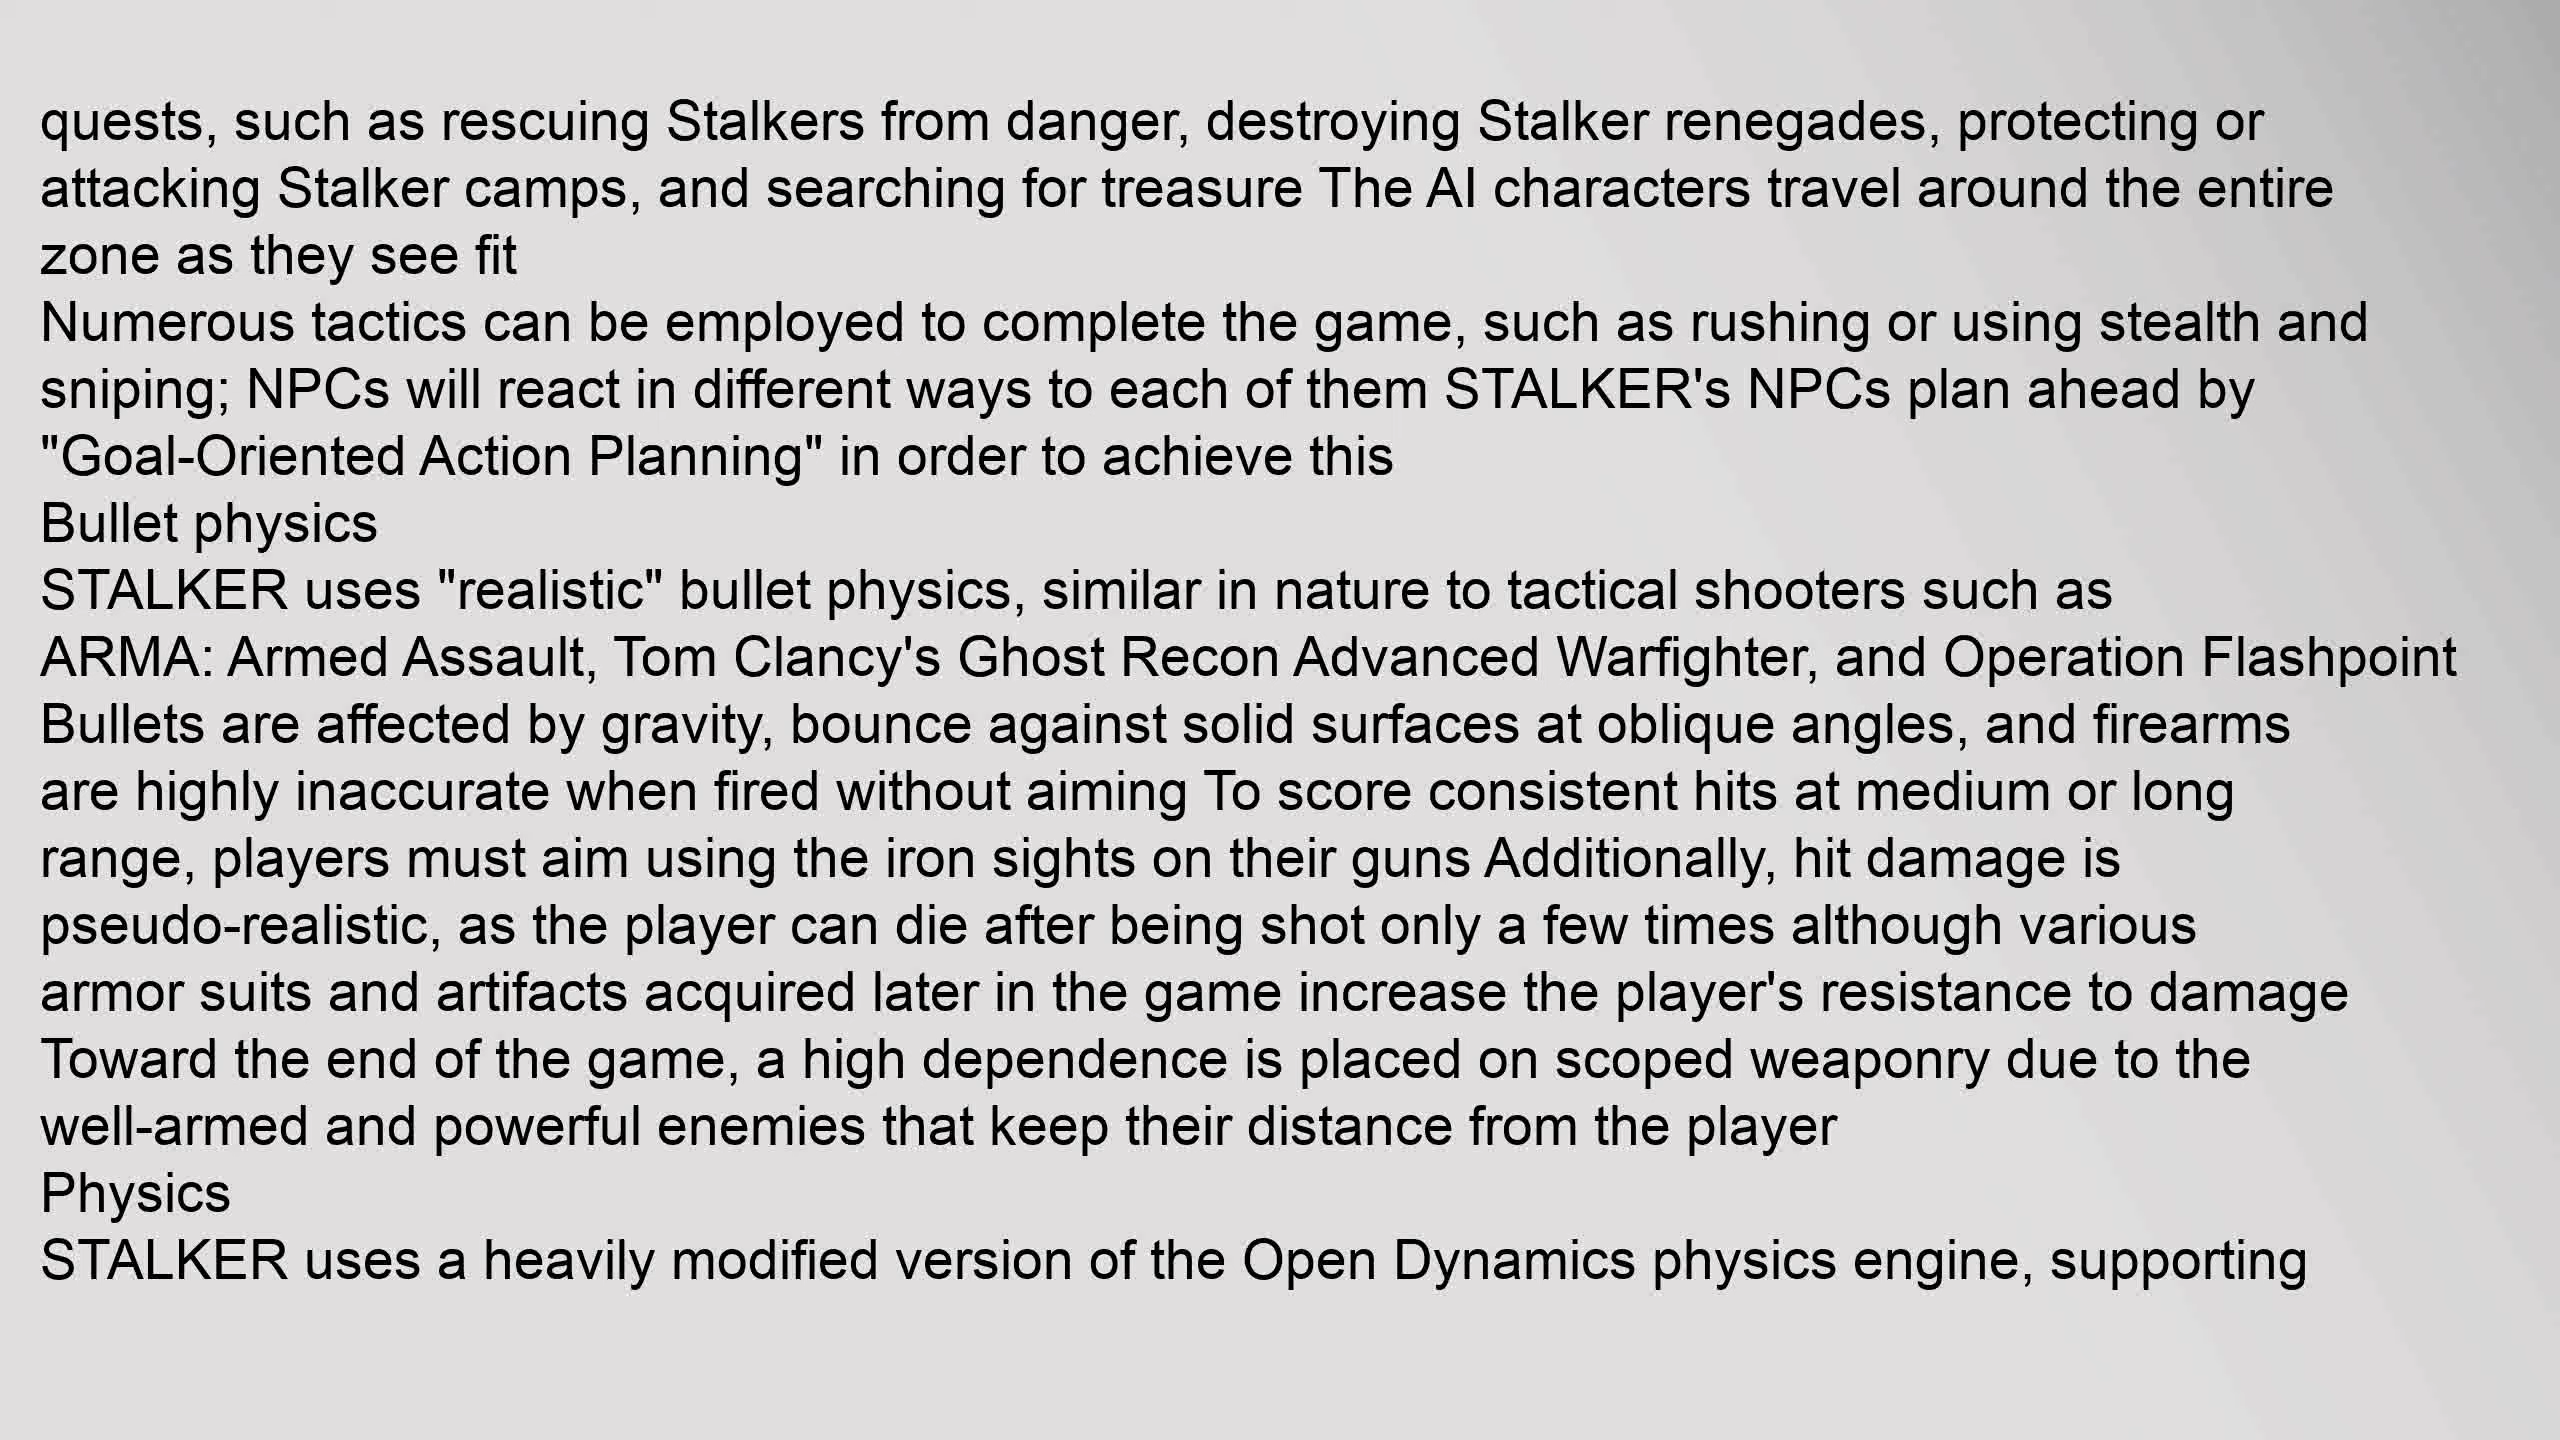 quests, such as rescuing Stalkers from danger, destroying Stalker renegades, protecting or
attacking Stalker camps, and searching for treasure The AI characters travel around the entire
zone as they see fit
Numerous tactics can be employed to complete the game, such as rushing or using stealth and
sniping; NPCs will react in different ways to each of them STALKER's NPCs plan ahead by
"Goal-Oriented Action Planning" in order to achieve this
Bullet physics
STALKER uses "realistic" bullet physics, similar in nature to tactical shooters such as
ARMA: Armed Assault, Tom Clancy's Ghost Recon Advanced Warfighter, and Operation Flashpoint
Bullets are affected by gravity, bounce against solid surfaces at oblique angles, and firearms
are highly inaccurate when fired without aiming To score consistent hits at medium or long
range, players must aim using the iron sights on their guns Additionally, hit damage is
pseudo-realistic, as the player can die after being shot only a few times although various
armor suits and artifacts acquired later in the game increase the player's resistance to damage
Toward the end of the game, a high dependence is placed on scoped weaponry due to the
well-armed and powerful enemies that keep their distance from the player
Physics
STALKER uses a heavily modified version of the Open Dynamics physics engine, supporting